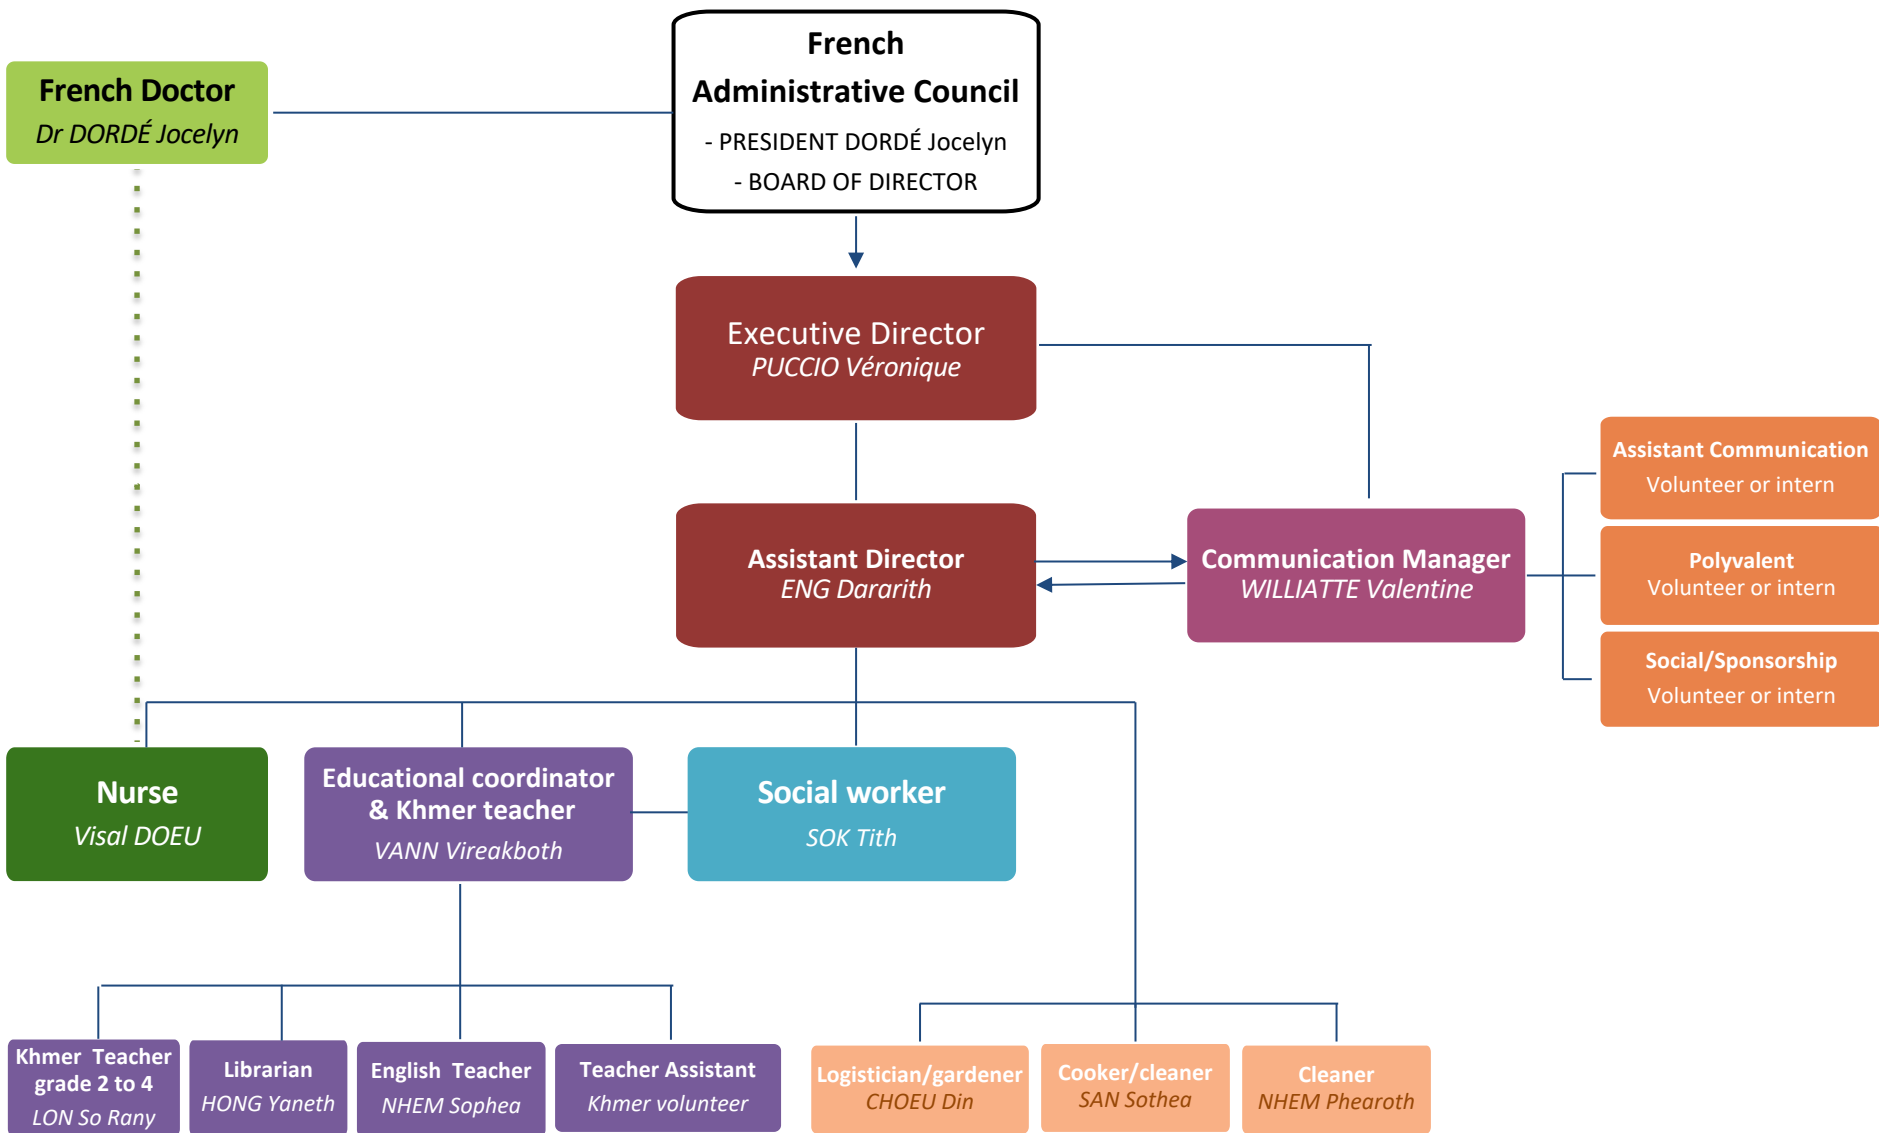 French
Administrative Council
- PRESIDENT DORDÉ Jocelyn
- BOARD OF DIRECTOR
French Doctor
Dr DORDÉ Jocelyn
Executive Director
PUCCIO Véronique
Assistant Director
ENG Dararith
Communication Manager
WILLIATTE Valentine
Assistant Communication
Volunteer or intern
Polyvalent
Volunteer or intern
Social/Sponsorship
Volunteer or intern
Nurse
Visal DOEU
Educational coordinator
& Khmer teacher
VANN Vireakboth
Social worker
SOK Tith
Khmer Teacher
grade 2 to 4
LON So Rany
Librarian
HONG Yaneth
English Teacher
NHEM Sophea
Teacher Assistant
Khmer volunteer
Logistician/gardener
CHOEU Din
Cooker/cleaner
SAN Sothea
Cleaner
NHEM Phearoth